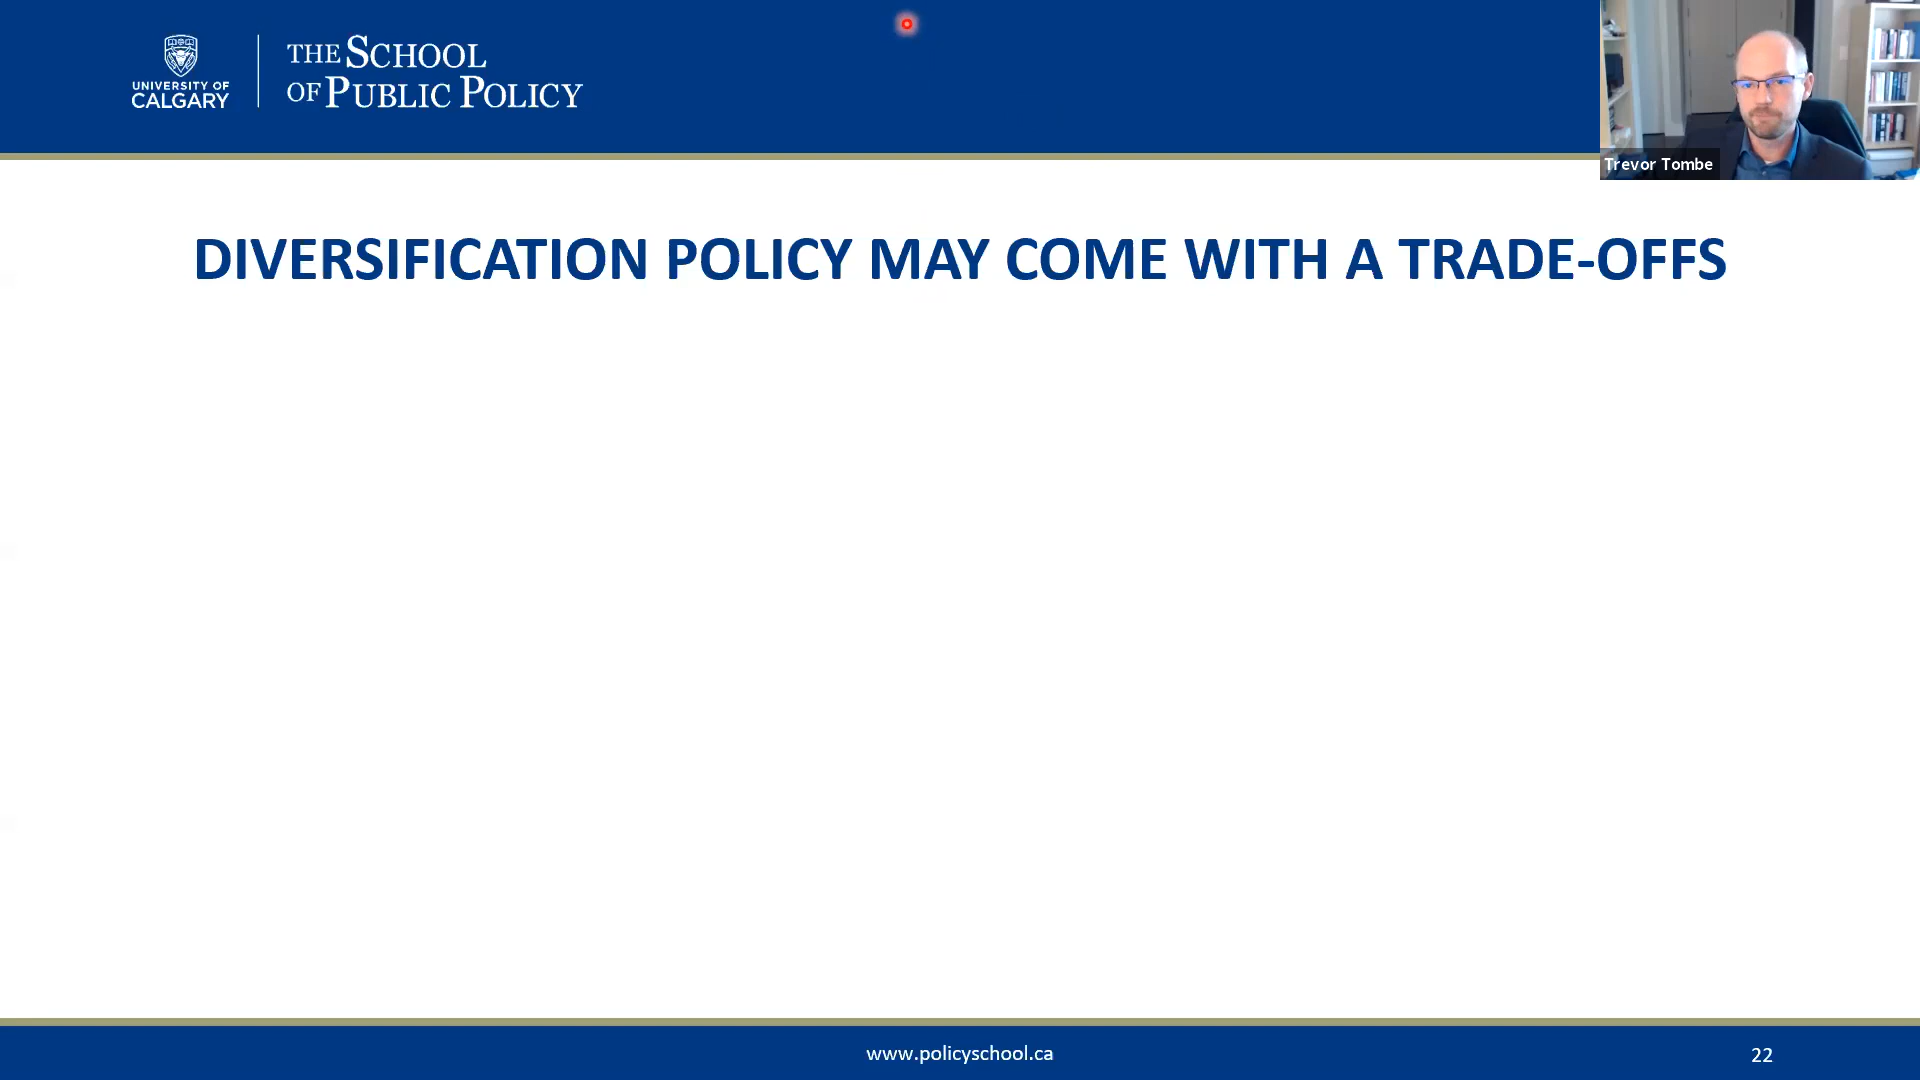 UNIVERSITY OF
CALGARY
THE SCHOOL
OF PUBLIC POLICY
Trevor Tombe
DIVERSIFICATION POLICY MAY COME WITH A TRADE-OFFS
www.policyschool.ca
22